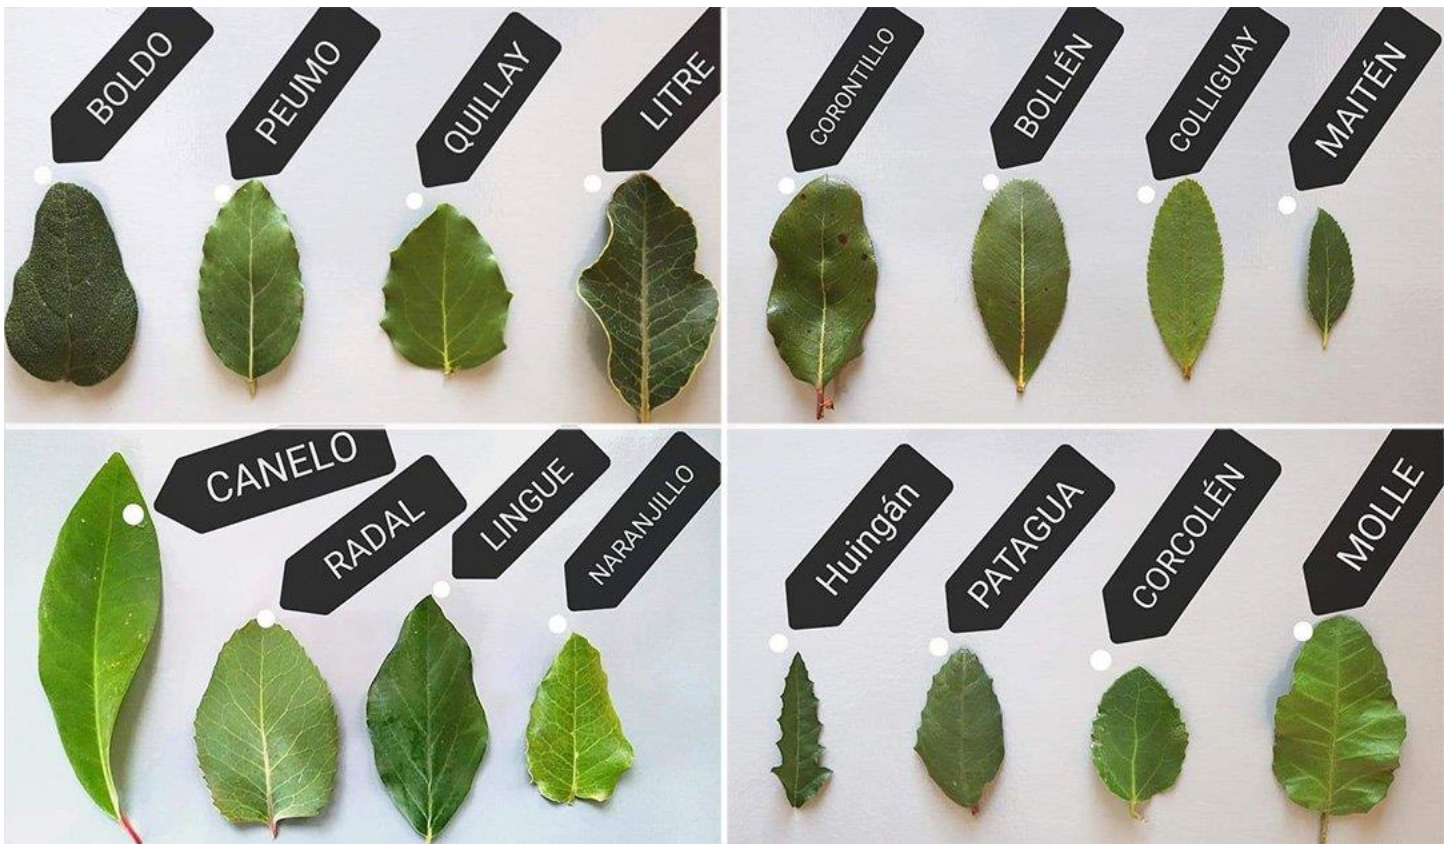 BOLDO
PEUMO
QUILLAY
LITRE
CORONTILLO
BOLLÉN
COLLIGUAY
MAITÉN
CANELO
RADAL
LINGUE
NARANJILLO
Huingán
PATAGUA
CORCOLÉN
MOLLE